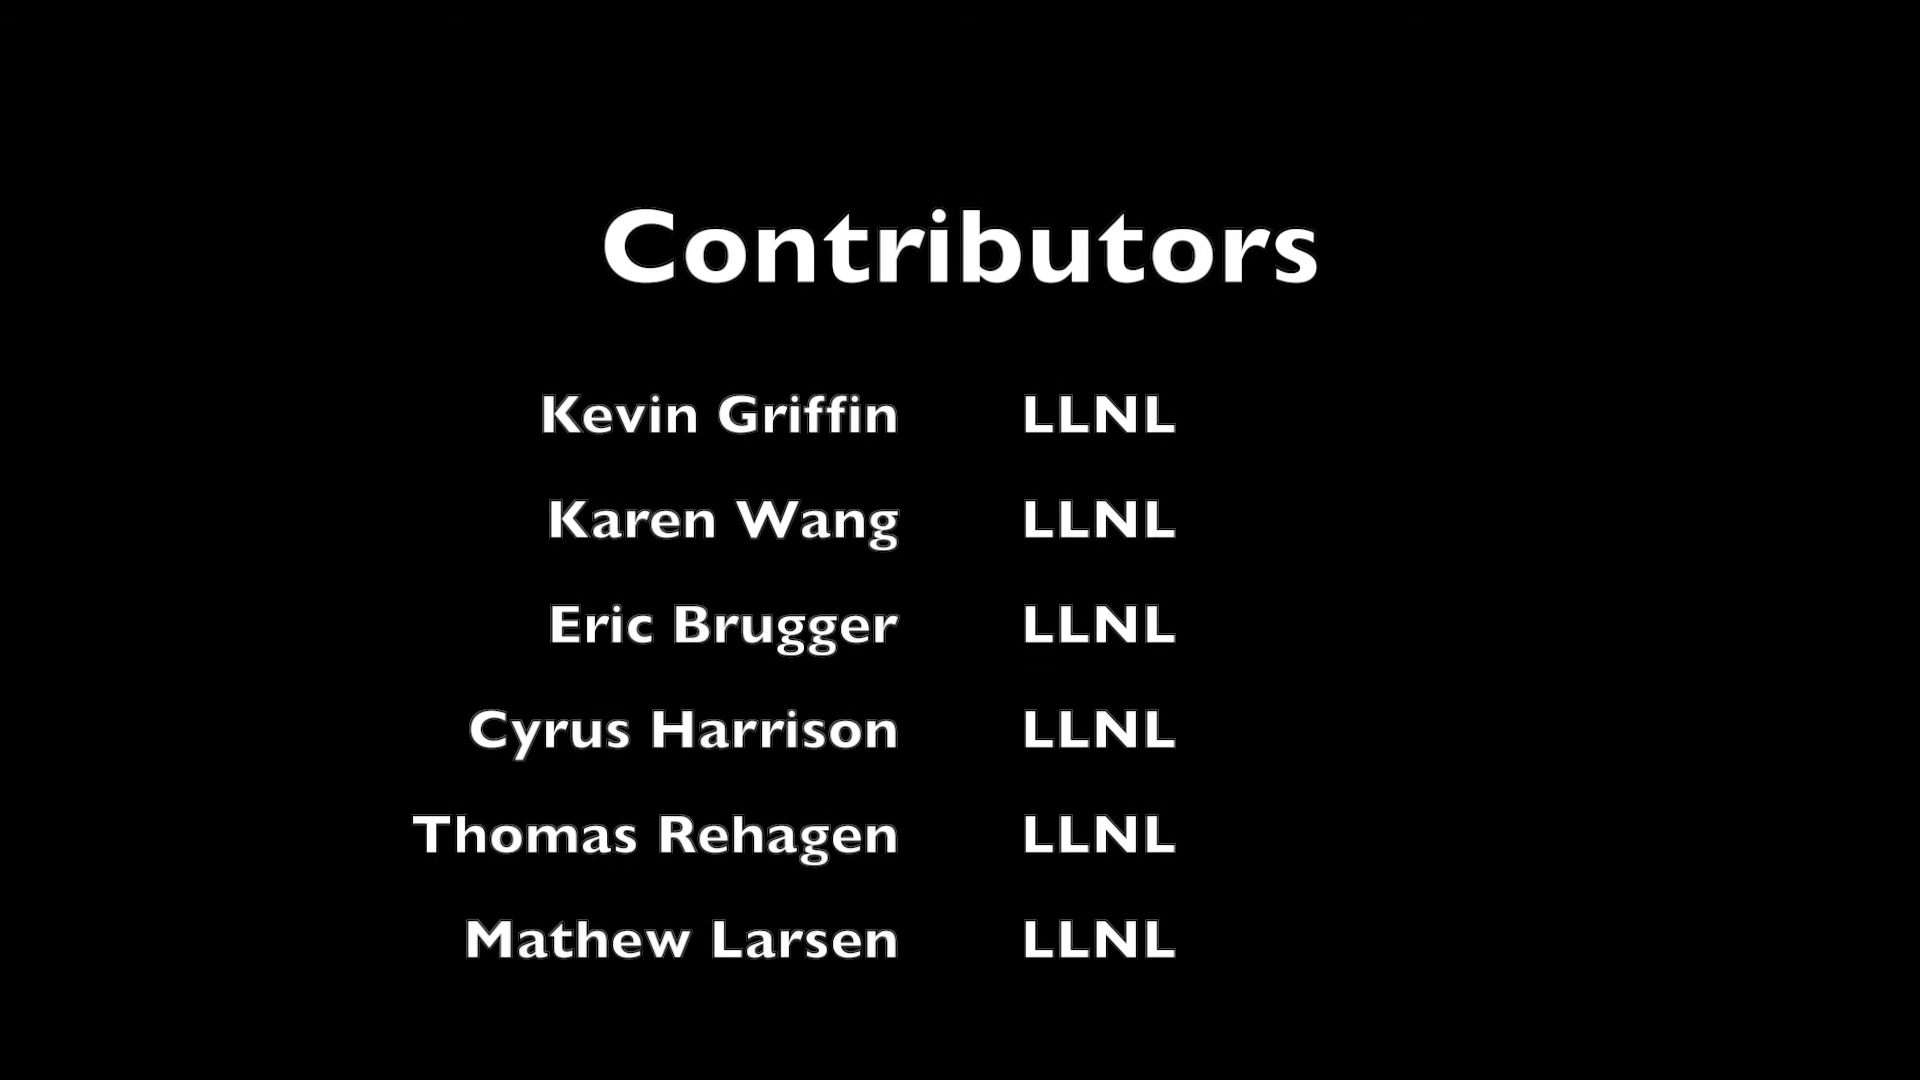 Contributors
Kevin Griffin LLNL
Karen Wang LLNL
Eric Brugger LLNL
Cyrus Harrison LLNL
Thomas Rehagen LLNL
Mathew Larsen LLNL